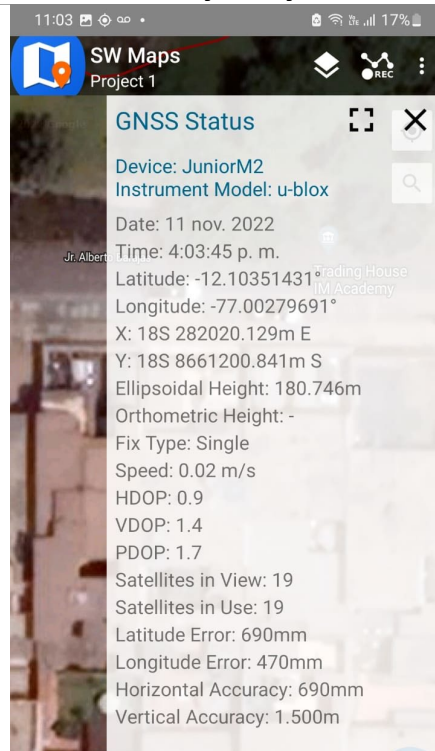 11:03
17%
SW Maps
Project 1
REC
GNSS Status
Device: JuniorM2
Instrument Model: u-blox
Date: 11 nov. 2022
Time: 4:03:45 p. m.
Jr. Alberto
Latitude: -12.10351431°
Trading House
IM Academy
Longitude: -77.00279691°
X: 18S 282020.129m E
Y: 18S 8661200.841m S
Ellipsoidal Height: 180.746m
Orthometric Height: -
Fix Type: Single
Speed: 0.02 m/s
HDOP: 0.9
VDOP: 1.4
PDOP: 1.7
Satellites in View: 19
Satellites in Use: 19
Latitude Error: 690mm
Longitude Error: 470mm
Horizontal Accuracy: 690mm
Vertical Accuracy: 1.500m